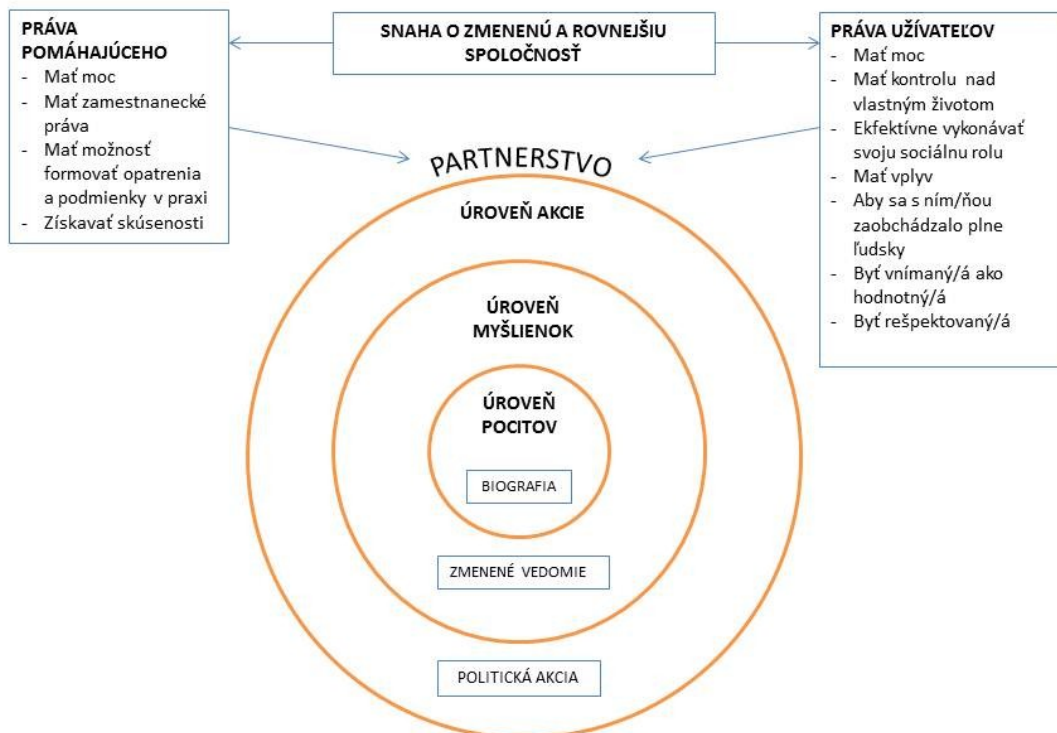 PRÁVA
POMÁHAJÚCEHO
- Mať moc
- Mať zamestnanecké
práva
- Mať možnosť
formovať opatrenia
a podmienky v praxi
- Získavať skúsenosti
SNAHA O ZMENENÚ A ROVNEJŠIU
SPOLOČNOSŤ
PRÁVA UŽÍVATEĽOV
- Mať moc
- Mať kontrolu nad
vlastným životom
- Ekfektívne vykonávať
svoju sociálnu rolu
- Mať vplyv
- Aby sa s ním/ňou
zaobchádzalo plne
ľudsky
- Byť vnímaný/á ako
hodnotný/á
- Byť rešpektovaný/á
PARTNERSTVO
ÚROVEŇ AKCIE
ÚROVEŇ
MYŠLIENOK
ÚROVEŇ
POCITOV
BIOGRAFIA
ZMENENÉ VEDOMIE
POLITICKÁ AKCIA